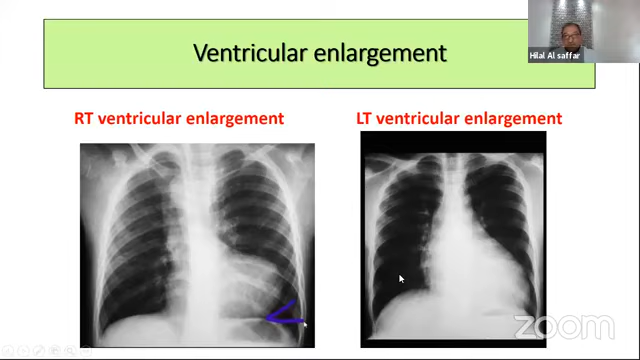 Ventricular enlargement
Hilal Al saffar
RT ventricular enlargement
LT ventricular enlargement
zoom